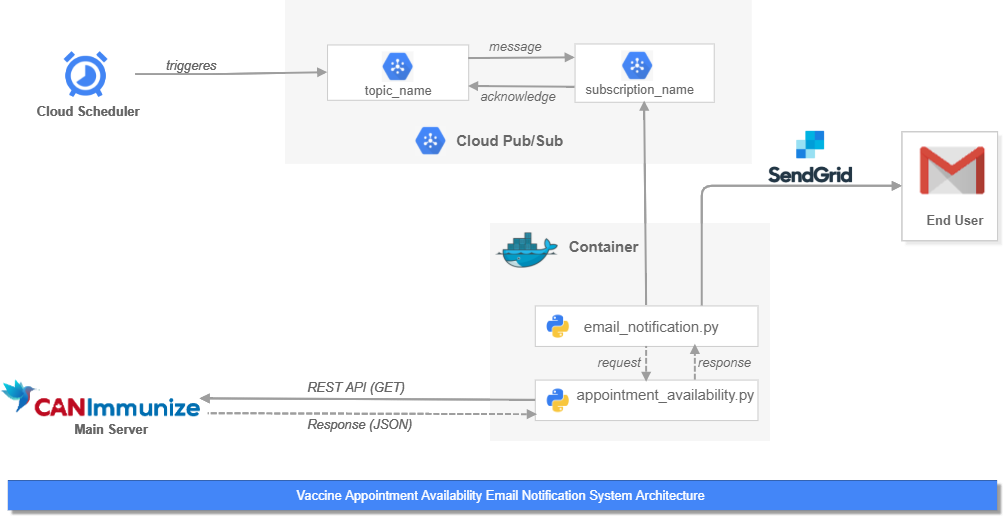 triggeres
Cloud Scheduler
message
topic_name
acknowledge
subscription_name
Cloud Pub/Sub
SendGrid
End User
Container
email_notification.py
request
response
appointment_availability.py
REST API (GET)
CANImmunize
Main Server
Response (JSON)
Vaccine Appointment Availability Email Notification System Architecture